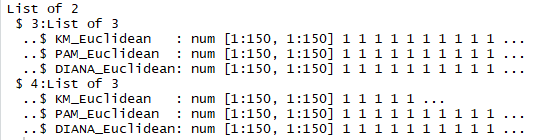 List of 2
 $ 3:List of 3
  ..$ KM_Euclidean   : num [1:150, 1:150] 1 1 1 1 1 1 1 1 1 1 ...
  ..$ PAM_Euclidean  : num [1:150, 1:150] 1 1 1 1 1 1 1 1 1 1 ...
  ..$ DIANA_Euclidean: num [1:150, 1:150] 1 1 1 1 1 1 1 1 1 1 ...
 $ 4:List of 3
  ..$ KM_Euclidean   : num [1:150, 1:150] 1 1 1 1 1 ...
  ..$ PAM_Euclidean  : num [1:150, 1:150] 1 1 1 1 1 1 1 1 1 1 ...
  ..$ DIANA_Euclidean: num [1:150, 1:150] 1 1 1 1 1 1 1 1 1 1 ...